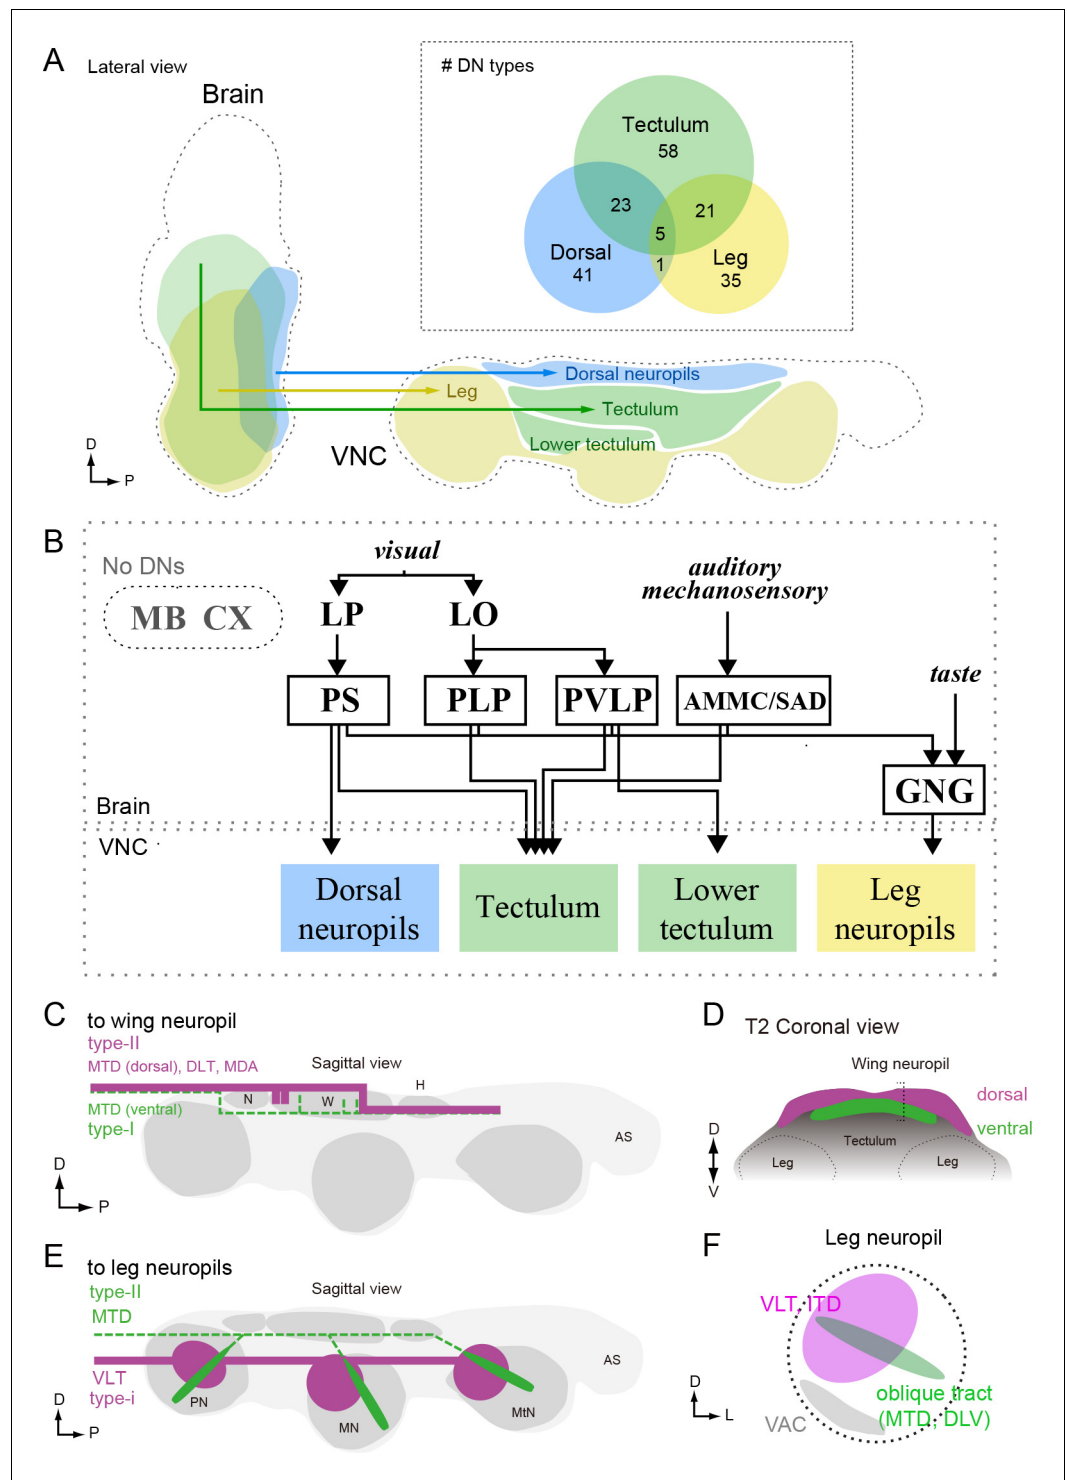 A
Lateral view
Brain
# DN types
Tectulum
58
23
21
5
Dorsal
41
1
Leg
35
Dorsal neuropils
Leg
Tectulum
Lower tectulum
VNC
D
P
B
No DNs
MB CX
visual
auditory
mechanosensory
LP
LO
taste
PS
PLP
PVLP
AMMC/SAD
GNG
Brain
VNC
Dorsal
neuropils
Tectulum
Lower
tectulum
Leg
neuropils
C
to wing neuropil
type-II
MTD (dorsal), DLT, MDA
Sagittal view
MTD (ventral)
type-I
N
W
H
AS
D
P
D
T2 Coronal view
Wing neuropil
dorsal
ventral
Tectulum
Leg
Leg
D
V
E
to leg neuropils
type-II
MTD
Sagittal view
VLT
type-i
PN
MN
MtN
AS
D
P
F
Leg neuropil
VLT, ITD
oblique tract
(MTD, DLV)
VAC
D
L